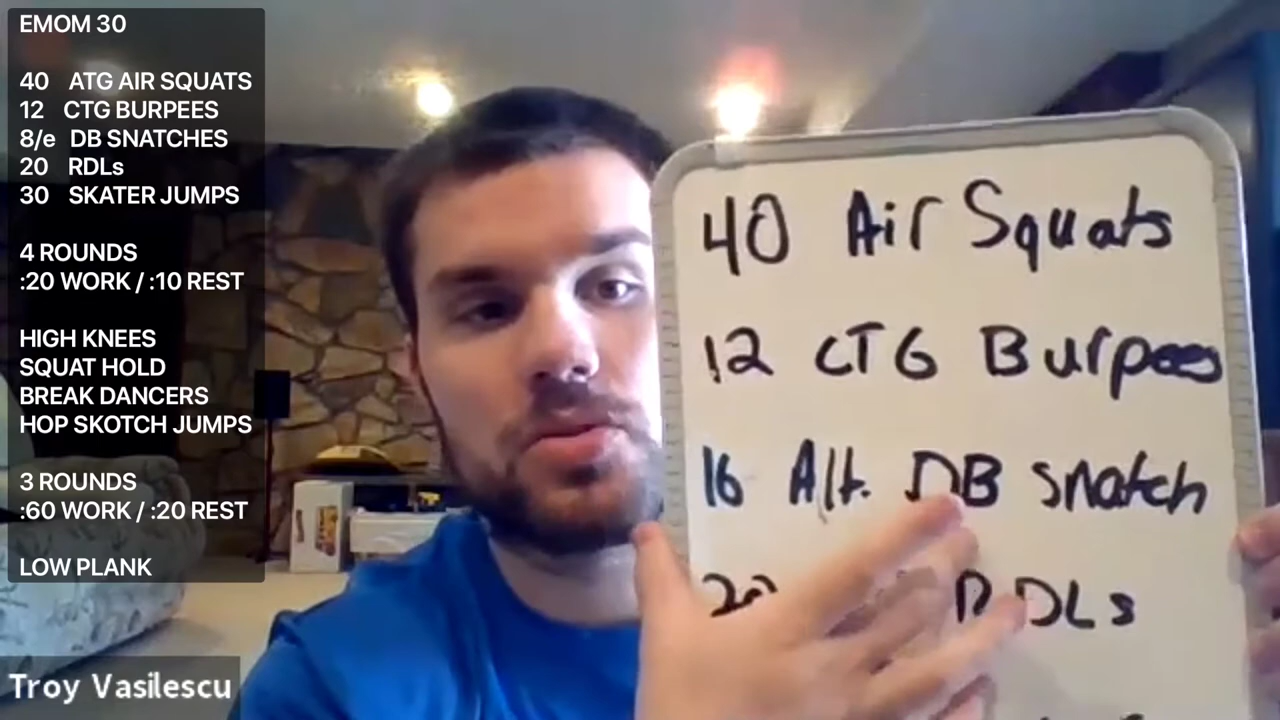 EMOM 30
40 ATG AIR SQUATS
12 CTG BURPEES
8/e DB SNATCHES
20 RDLs
30 SKATER JUMPS
4 ROUNDS
:20 WORK / :10 REST
HIGH KNEES
SQUAT HOLD
BREAK DANCERS
HOP SKOTCH JUMPS
3 ROUNDS
:60 WORK / :20 REST
LOW PLANK
Troy Vasilescu
40 Air Squats
12 CTG Burpees
16 Alt. DB snatch
20 RDLs